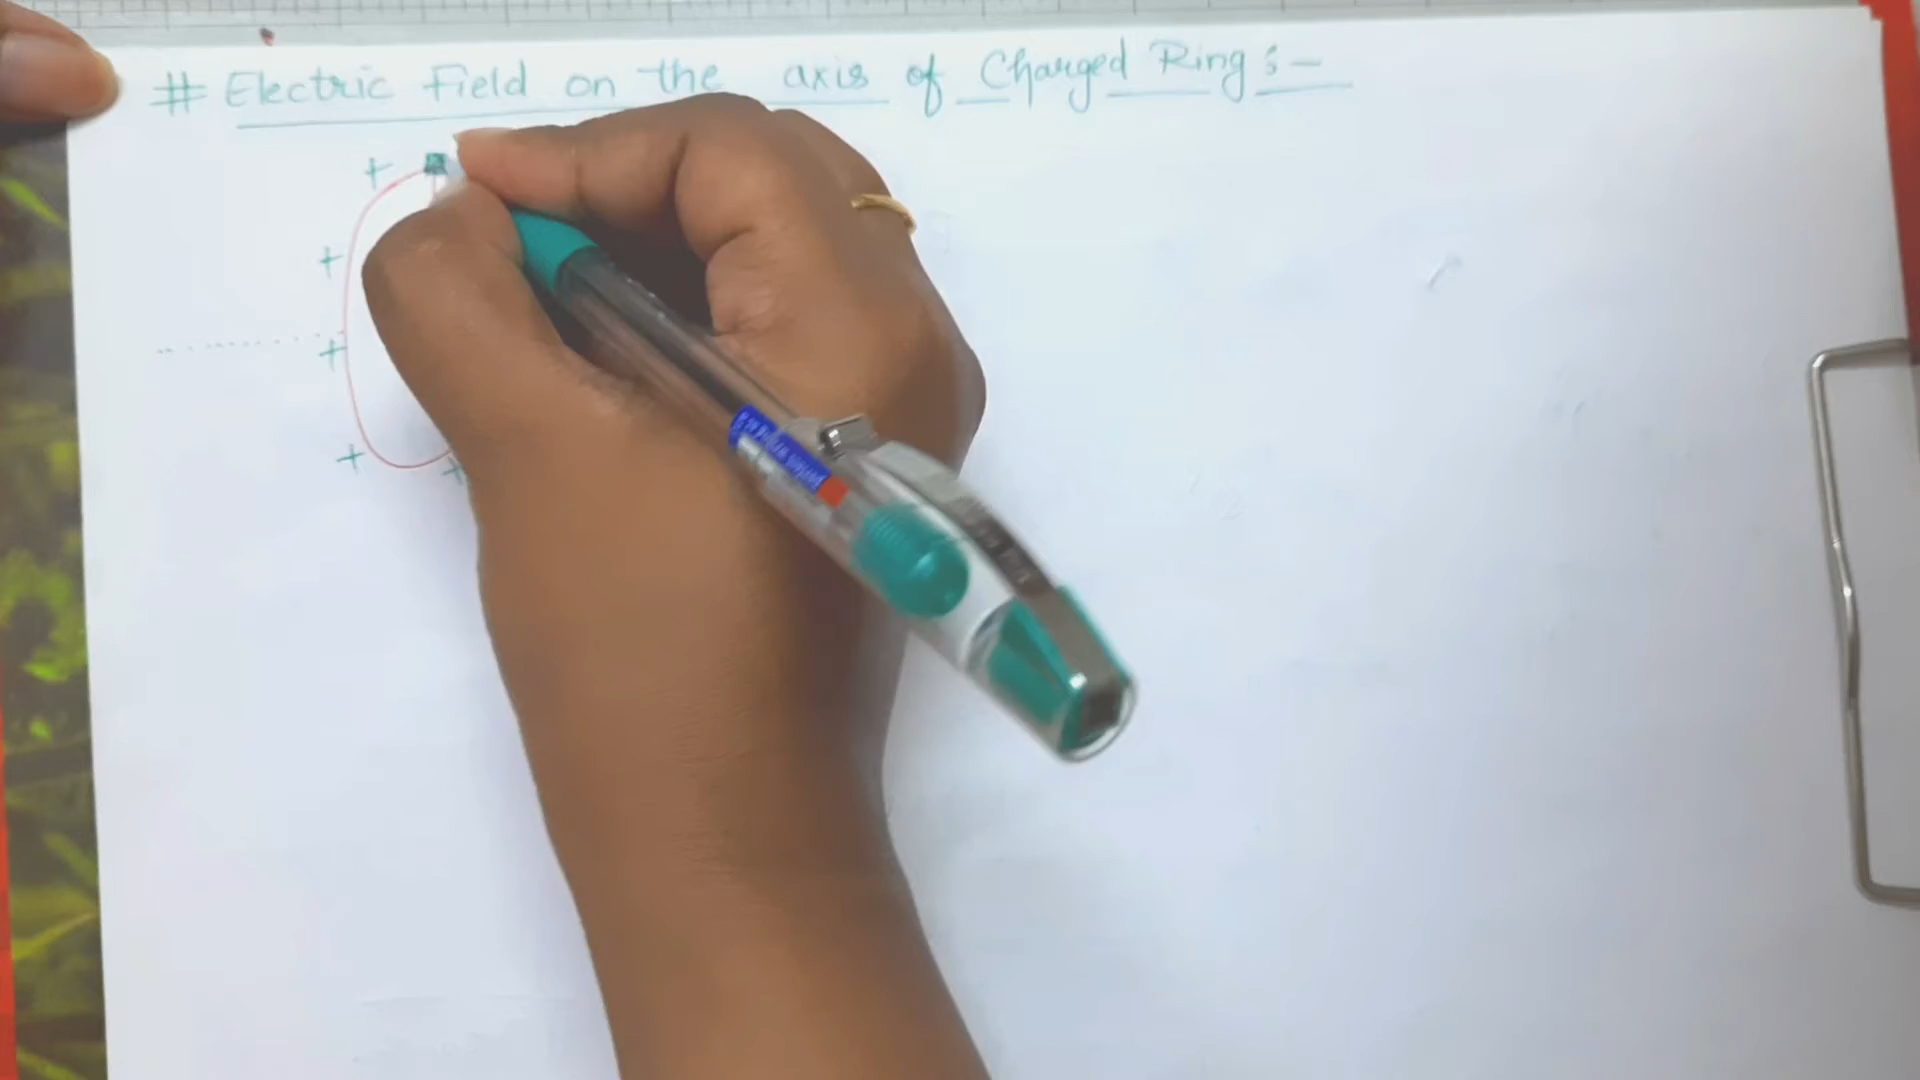 # Electric Field on the axis of Charged Ring :-
+
+
+
+ +